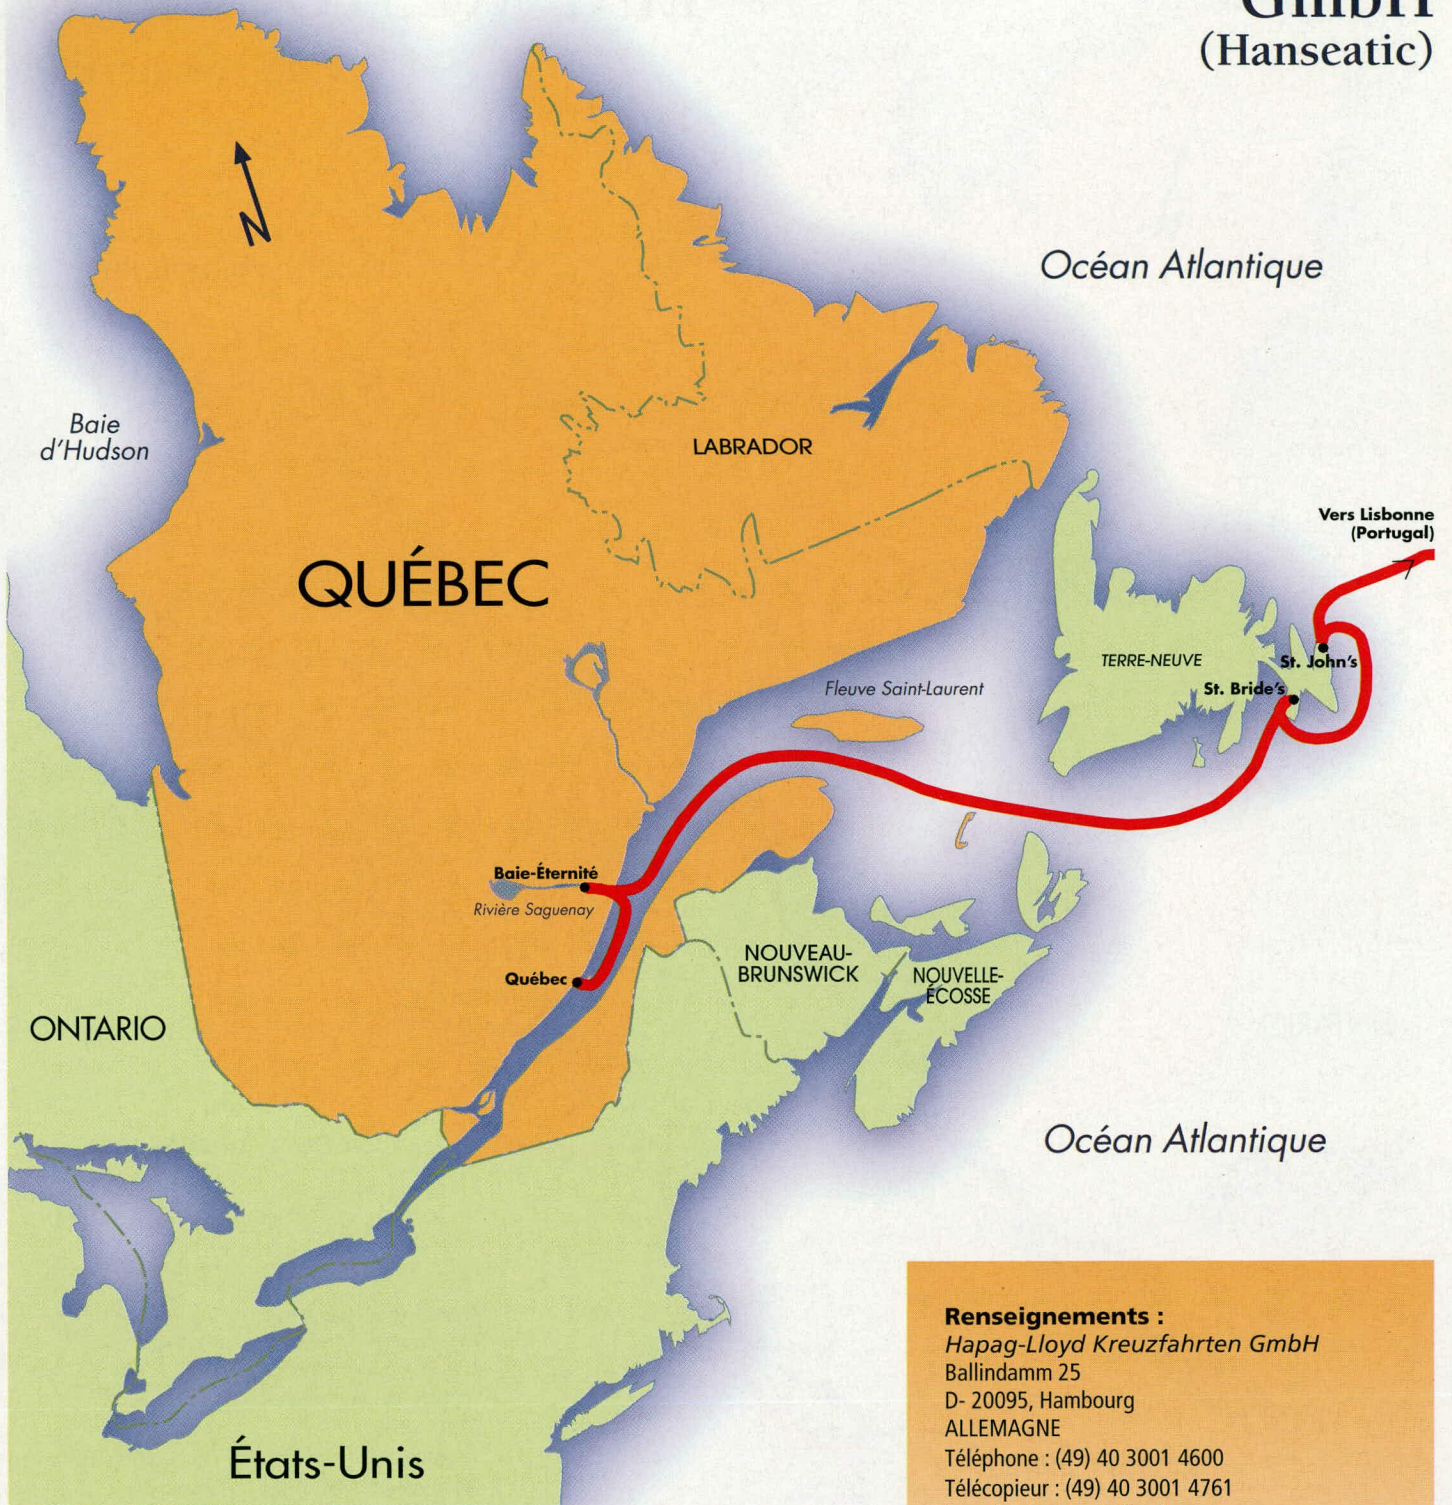 GmbH
(Hanseatic)
N
Océan Atlantique
Baie
d'Hudson
LABRADOR
Vers Lisbonne
(Portugal)
QUÉBEC
TERRE-NEUVE
St. John's
Fleuve Saint-Laurent
St. Bride's
Baie-Éternité
Rivière Saguenay
Québec
NOUVEAU-
BRUNSWICK
NOUVELLE-
ÉCOSSE
ONTARIO
Océan Atlantique
États-Unis
Renseignements :
Hapag-Lloyd Kreuzfahrten GmbH
Ballindamm 25
D- 20095, Hambourg
ALLEMAGNE
Téléphone : (49) 40 3001 4600
Télécopieur : (49) 40 3001 4761